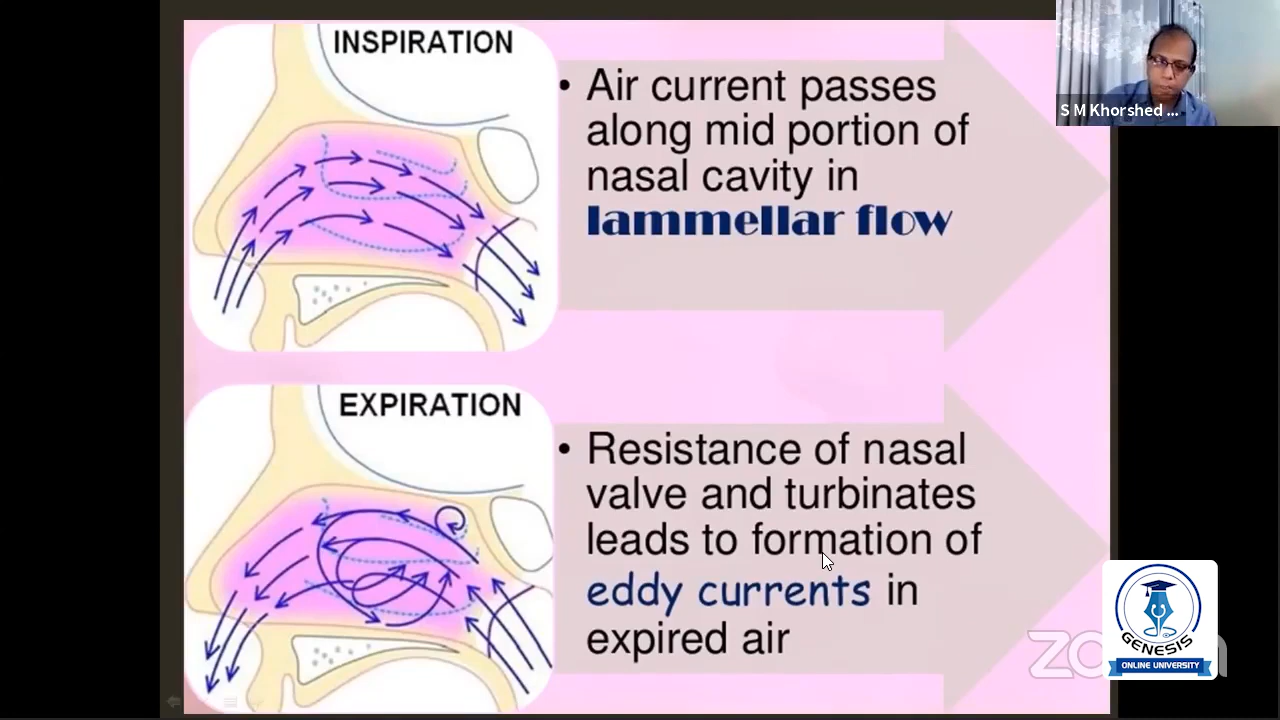 INSPIRATION
• Air current passes
along mid portion of
nasal cavity in
lammellar flow
S M Khorshed ...
EXPIRATION
• Resistance of nasal
valve and turbinates
leads to formation of
eddy currents in
expired air
GENESIS
ONLINE UNIVERSITY